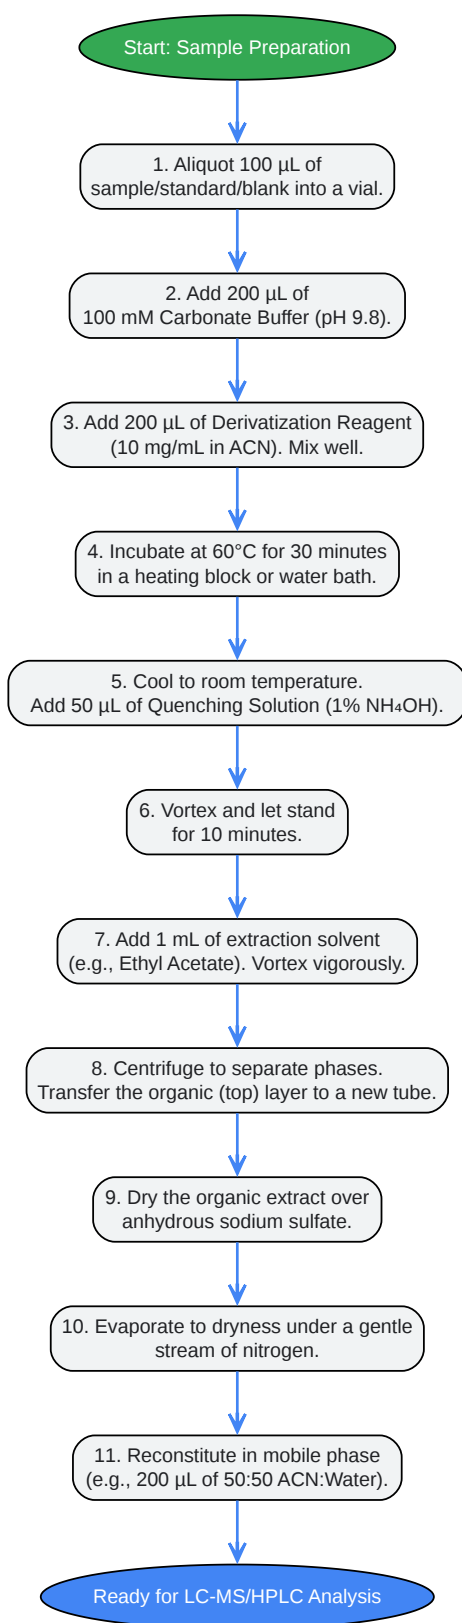 Start: Sample Preparation
1. Aliquot 100 µL of
sample/standard/blank into a vial.
2. Add 200 µL of
100 mM Carbonate Buffer (pH 9.8).
3. Add 200 µL of Derivatization Reagent
(10 mg/mL in ACN). Mix well.
4. Incubate at 60°C for 30 minutes
in a heating block or water bath.
5. Cool to room temperature.
Add 50 µL of Quenching Solution (1% NH₄OH).
6. Vortex and let stand
for 10 minutes.
7. Add 1 mL of extraction solvent
(e.g., Ethyl Acetate). Vortex vigorously.
8. Centrifuge to separate phases.
Transfer the organic (top) layer to a new tube.
9. Dry the organic extract over
anhydrous sodium sulfate.
10. Evaporate to dryness under a gentle
stream of nitrogen.
11. Reconstitute in mobile phase
(e.g., 200 µL of 50:50 ACN:Water).
Ready for LC-MS/HPLC Analysis